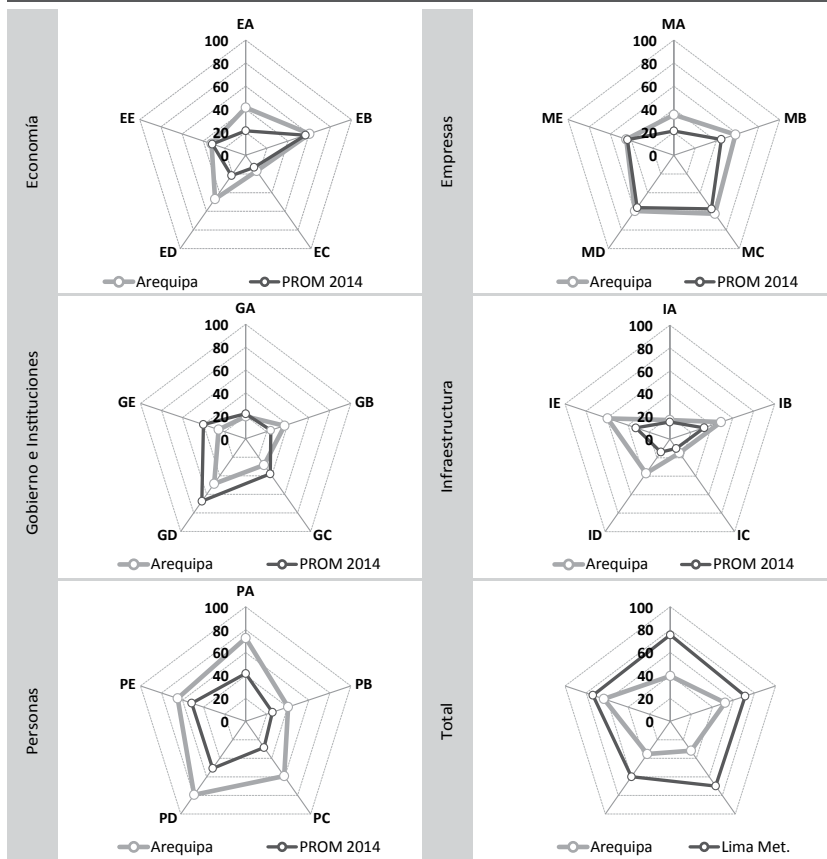 Economía
EA
100
80
60
40
20
0
EE
EB
ED
EC
Arequipa
PROM 2014
Empresas
MA
100
80
60
40
20
0
ME
MB
MD
MC
Arequipa
PROM 2014
Gobierno e Instituciones
GA
100
80
60
40
20
0
GE
GB
GD
GC
Arequipa
PROM 2014
Infraestructura
IA
100
80
60
40
20
0
IE
IB
ID
IC
Arequipa
PROM 2014
Personas
PA
100
80
60
40
20
0
PE
PB
PD
PC
Arequipa
PROM 2014
Total
100
80
60
40
20
0
Arequipa
Lima Met.